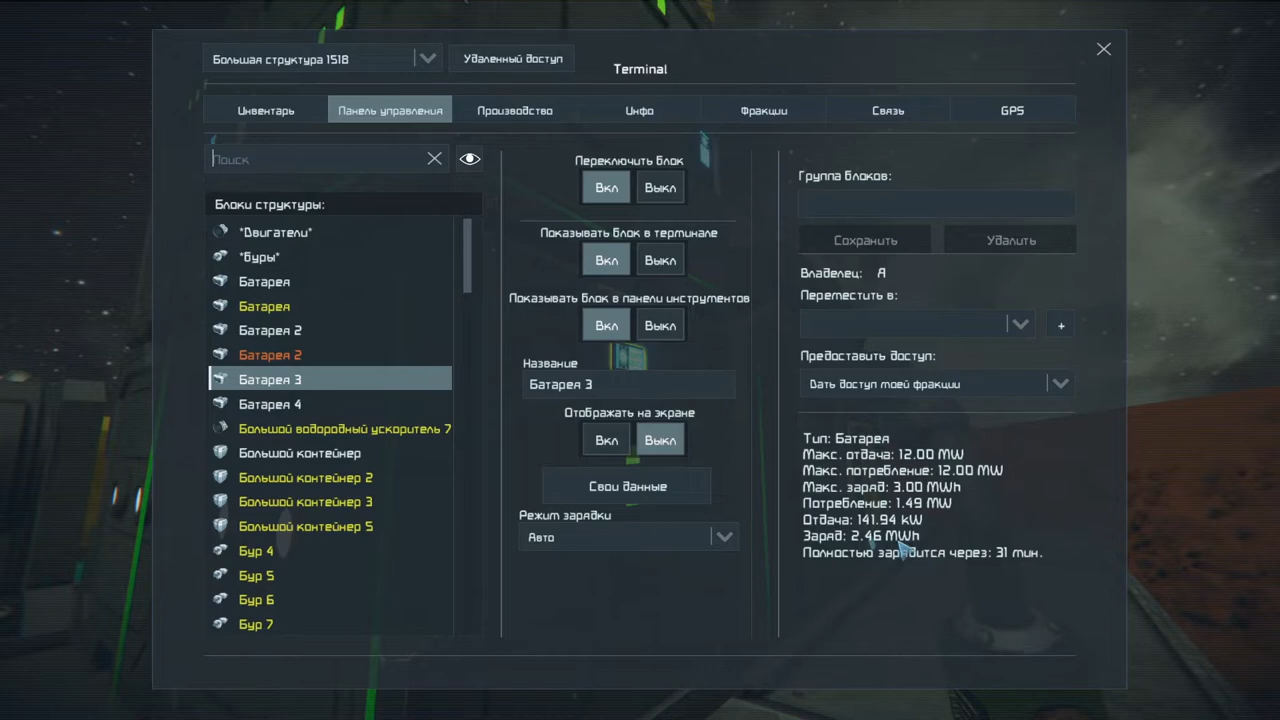 Большая структура 1518
Удаленный доступ
Terminal
Инвентарь
Панель управления
Производство
Инфо
Фракции
Связь
GPS
Поиск
Блоки структуры:
*Двигатели*
*буры*
Батарея
Батарея
Батарея 2
Батарея 2
Батарея 3
Батарея 4
Большой водородный ускоритель 7
Большой контейнер
Большой контейнер 2
Большой контейнер 3
Большой контейнер 5
Бур 4
Бур 5
Бур 6
Бур 7
Переключить блок
Вкл Выкл
Показывать блок в терминале
Вкл Выкл
Показывать блок в панели инструментов
Вкл Выкл
Название
Батарея 3
Отображать на экране
Вкл Выкл
Свои данные
Режим зарядки
Авто
Группа блоков:
Сохранить Удалить
Владелец: A
Переместить в:
+
Предоставить доступ:
Дать доступ моей фракции
Тип: Батарея
Макс. отдача: 12.00 MW
Макс. потребление: 12.00 MW
Макс. заряд: 3.00 MWh
Потребление: 1.49 MW
Отдача: 141.94 kW
Заряд: 2.46 MWh
Полностью зарядится через: 31 мин.